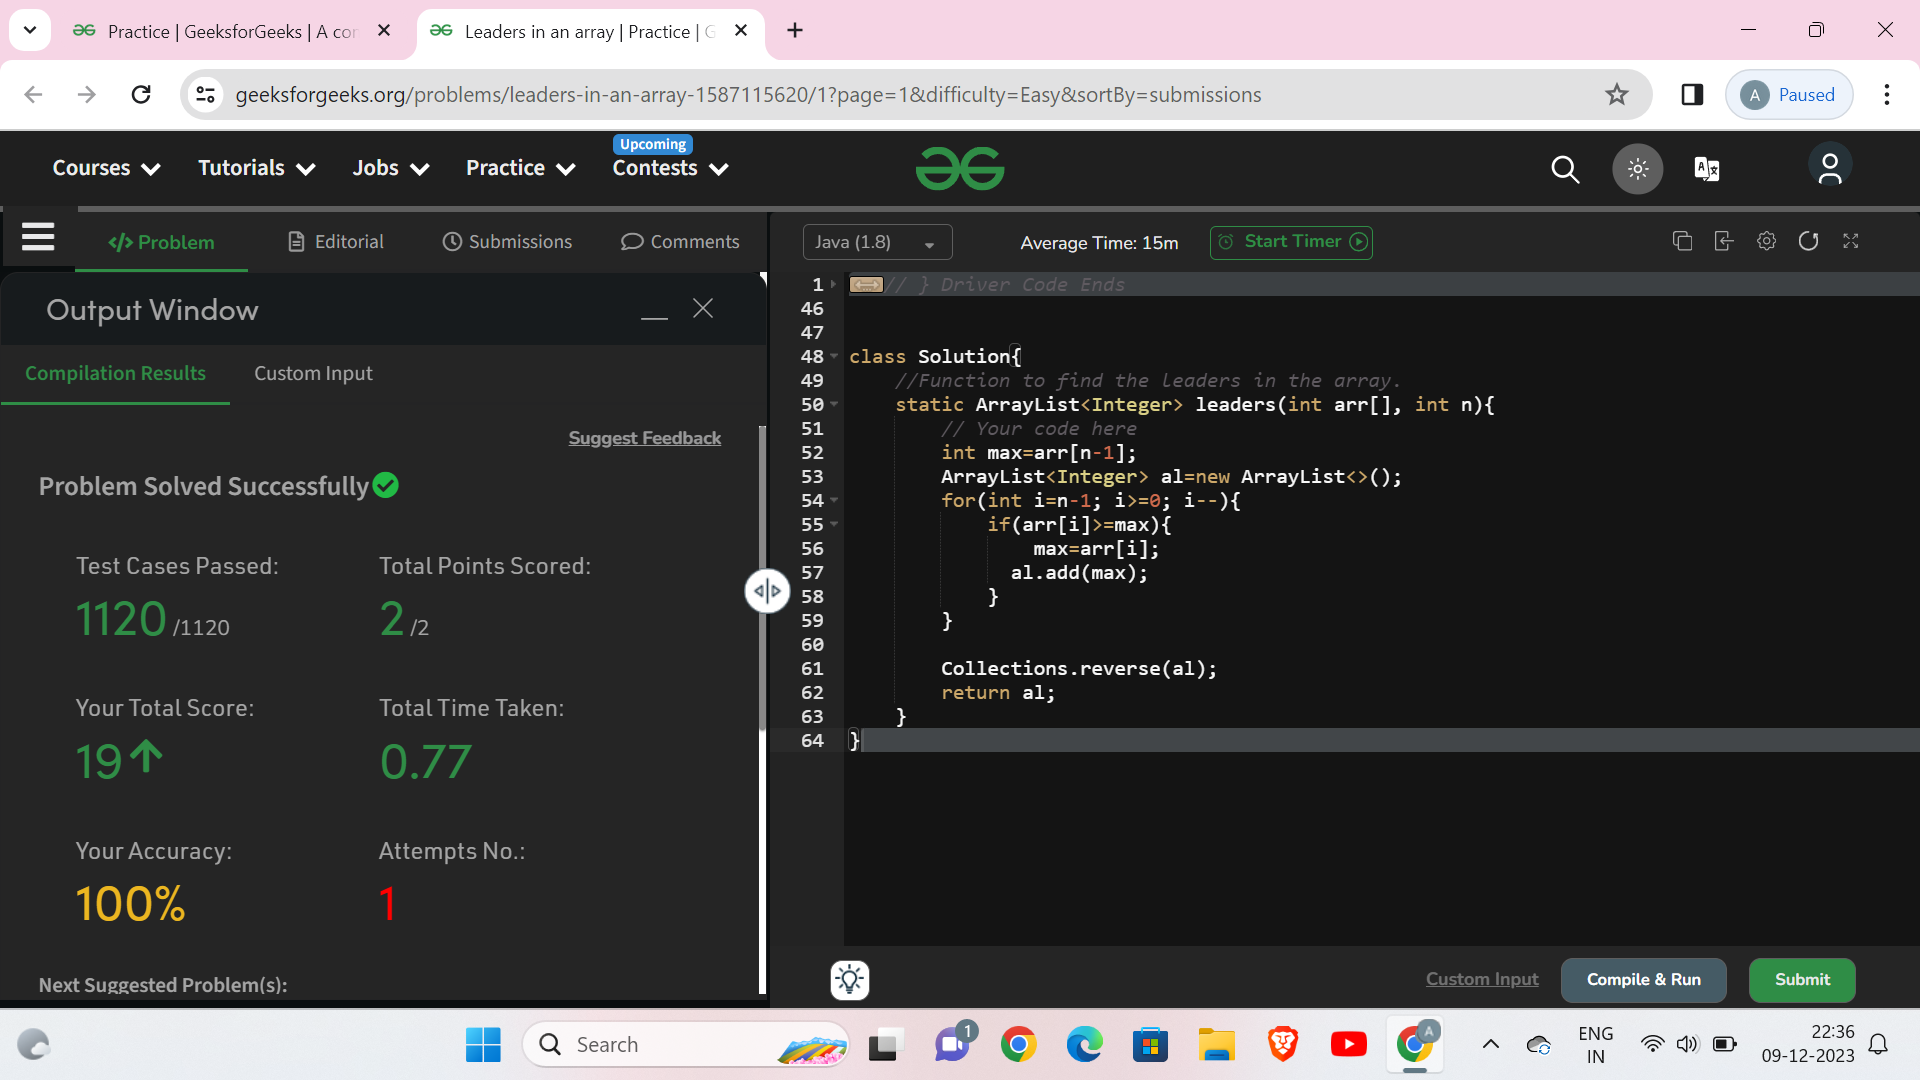 Practice | GeeksforGeeks | A cor
Leaders in an array | Practice | G
geeksforgeeks.org/problems/leaders-in-an-array-1587115620/1?page=1&difficulty=Easy&sortBy=submissions
A Paused
Upcoming
Courses Tutorials Jobs Practice Contests
Problem Editorial Submissions Comments
Java (1.8) Average Time: 15m Start Timer
Output Window
Compilation Results Custom Input
Suggest Feedback
Problem Solved Successfully
Test Cases Passed: Total Points Scored:
1120 /1120 2 /2
Your Total Score: Total Time Taken:
19 0.77
Your Accuracy: Attempts No.:
100% 1
Next Suggested Problem(s):
1 // } Driver Code Ends
46
47
48 class Solution{
49 //Function to find the leaders in the array.
50 static ArrayList<Integer> leaders(int arr[], int n){
51 // Your code here
52 int max=arr[n-1];
53 ArrayList<Integer> al=new ArrayList<>();
54 for(int i=n-1; i>=0; i--){
55 if(arr[i]>=max){
56 max=arr[i];
57 al.add(max);
58 }
59 }
60
61 Collections.reverse(al);
62 return al;
63 }
64 }
Custom Input Compile & Run Submit
Search
1
A
ENG
IN
22:36
09-12-2023